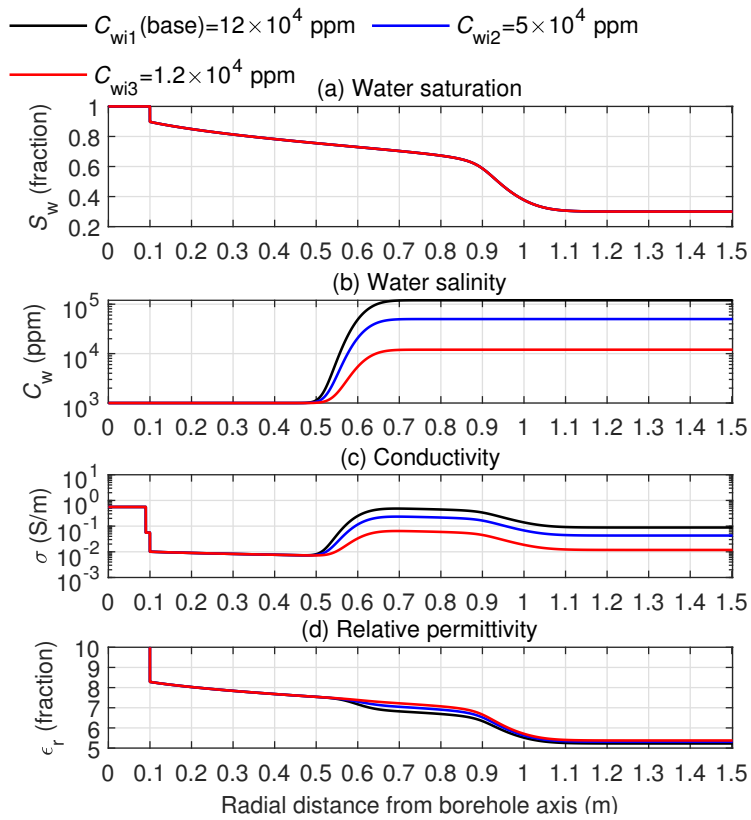 C_wi1(base)=12×10^4 ppm C_wi2=5×10^4 ppm
C_wi3=1.2×10^4 ppm
(a) Water saturation
1
0.8
0.6
0.4
0.2
S_w (fraction)
0 0.1 0.2 0.3 0.4 0.5 0.6 0.7 0.8 0.9 1 1.1 1.2 1.3 1.4 1.5
(b) Water salinity
10^5
10^4
10^3
C_w (ppm)
0 0.1 0.2 0.3 0.4 0.5 0.6 0.7 0.8 0.9 1 1.1 1.2 1.3 1.4 1.5
(c) Conductivity
10^1
10^0
10^-1
10^-2
10^-3
σ (S/m)
0 0.1 0.2 0.3 0.4 0.5 0.6 0.7 0.8 0.9 1 1.1 1.2 1.3 1.4 1.5
(d) Relative permittivity
10
9
8
7
6
5
ϵ_r (fraction)
0 0.1 0.2 0.3 0.4 0.5 0.6 0.7 0.8 0.9 1 1.1 1.2 1.3 1.4 1.5
Radial distance from borehole axis (m)